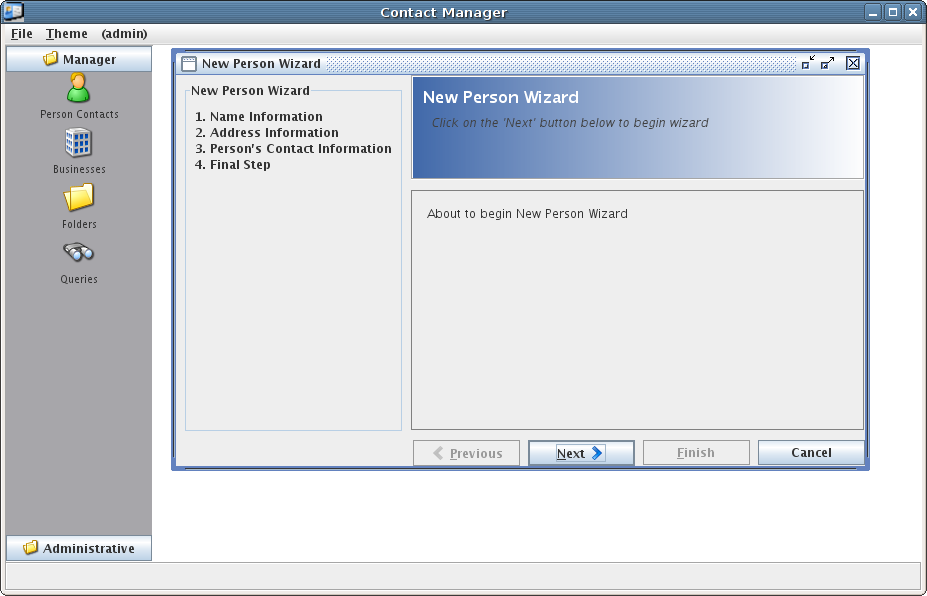 Contact Manager
File Theme (admin)
Manager
Person Contacts
Businesses
Folders
Queries
Administrative
New Person Wizard
New Person Wizard
1. Name Information
2. Address Information
3. Person's Contact Information
4. Final Step
New Person Wizard
Click on the 'Next' button below to begin wizard
About to begin New Person Wizard
Previous Next Finish Cancel